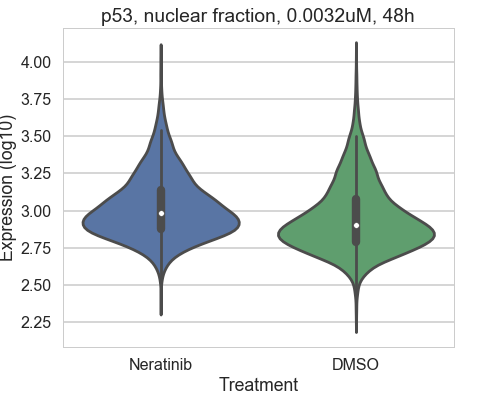 p53, nuclear fraction, 0.0032uM, 48h
4.00
3.75
3.50
3.25
3.00
2.75
2.50
2.25
Expression (log10)
Neratinib
DMSO
Treatment